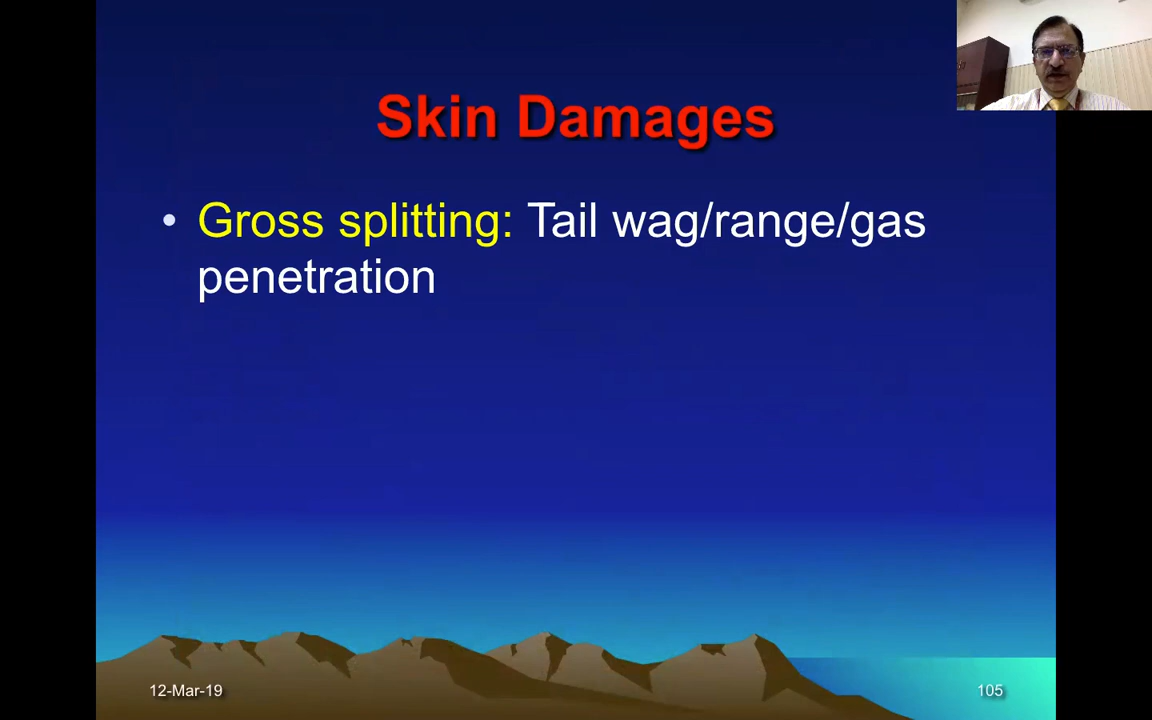 Skin Damages
• Gross splitting: Tail wag/range/gas
penetration
12-Mar-19
105